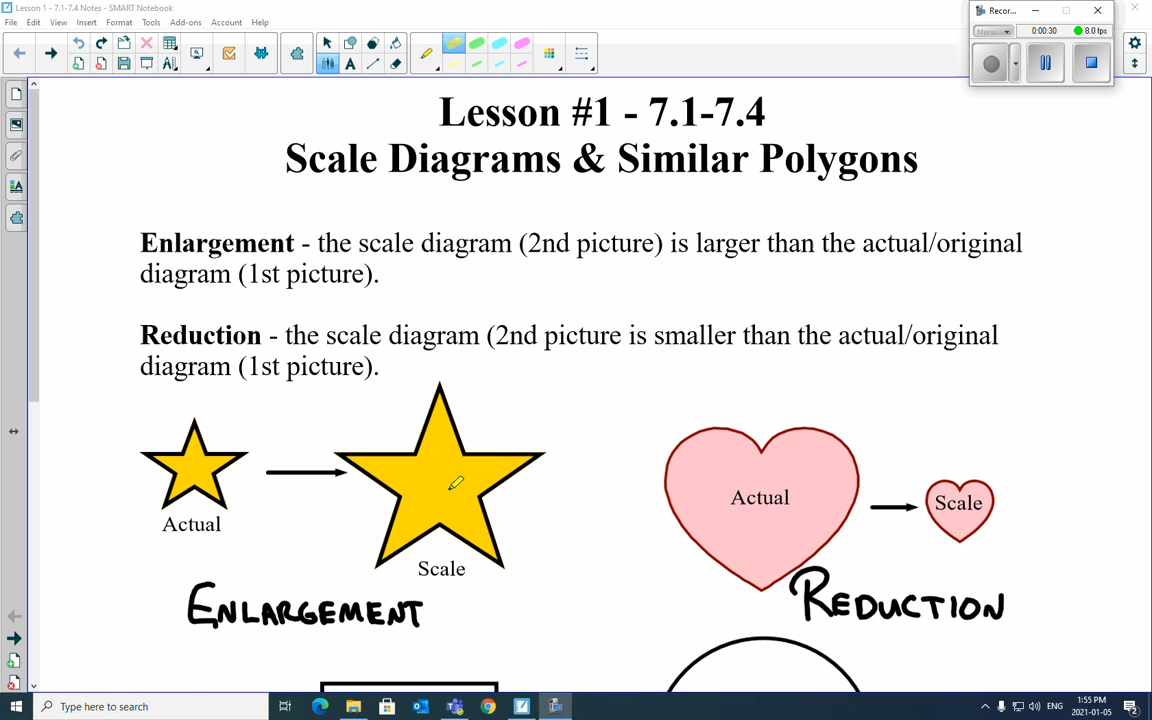 Lesson 1 - 7.1-7.4 Notes - SMART Notebook
File Edit View Insert Format Tools Add-ons Account Help
Recor...
Menu
0:00:30
8.0 fps
Lesson #1 - 7.1-7.4
Scale Diagrams & Similar Polygons
Enlargement - the scale diagram (2nd picture) is larger than the actual/original
diagram (1st picture).
Reduction - the scale diagram (2nd picture is smaller than the actual/original
diagram (1st picture).
Actual
Scale
Actual
Scale
ENLARGEMENT
REDUCTION
Type here to search
ENG
1:55 PM
2021-01-05
2